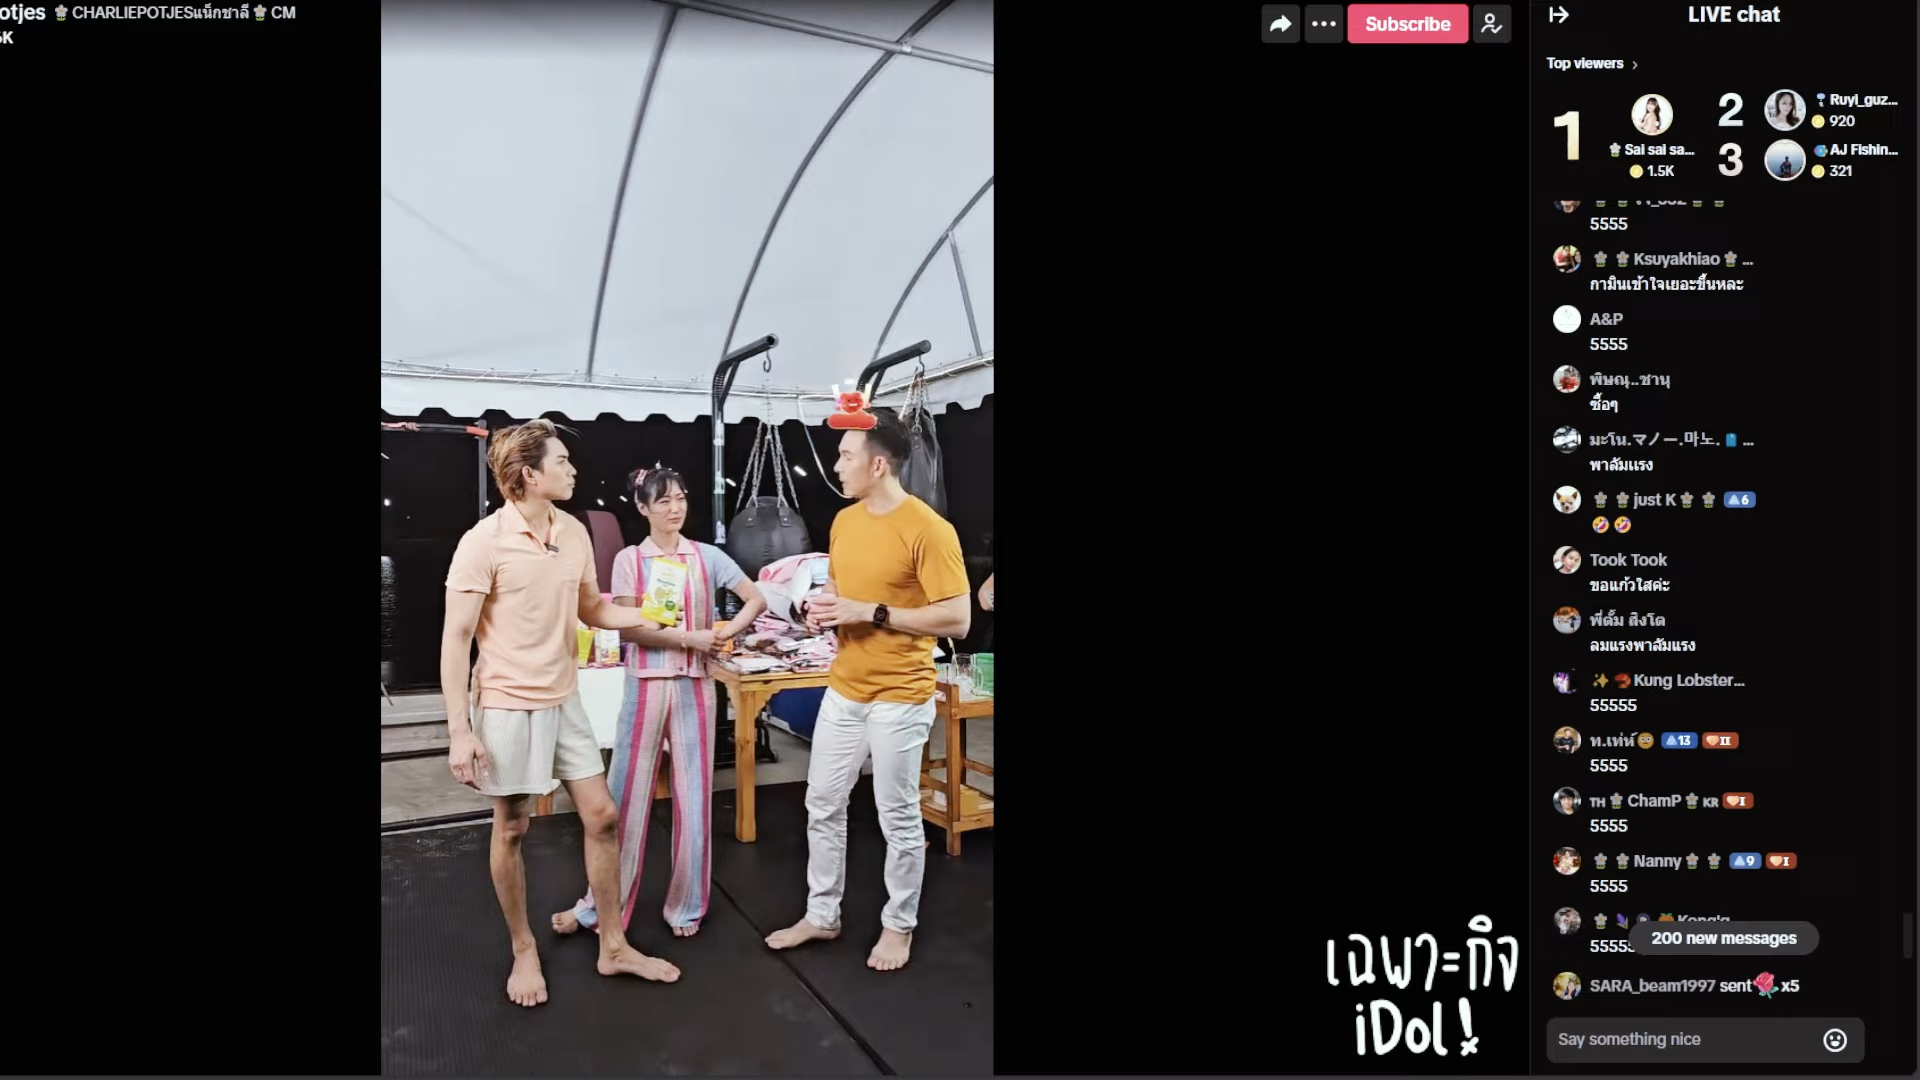 otjes CHARLIEPOTJESแน็กชาลี CM
5K
Subscribe
LIVE chat
Top viewers
1
Sai sai sa...
1.5K
2
Ruyi_guz...
920
3
AJ Fishin...
321
5555
Ksuyakhiao ...
กามินเข้าใจเยอะขึ้นหละ
A&P
5555
พิษณุ..ชานุ
ซื้อๆ
มะโน.マノー.마노. ...
พาลัมแรง
just K 6
Took Took
ขอแก้วใสค่ะ
พี่ตั้ม สิงโต
ลมแรงพาลัมแรง
Kung Lobster...
55555
ท.เท่ห์ 13 II
5555
TH ChamP KR I
5555
Nanny 9 I
5555
Kong'g
55555
200 new messages
SARA_beam1997 sent x5
Say something nice
เฉพาะกิจ
iDol!